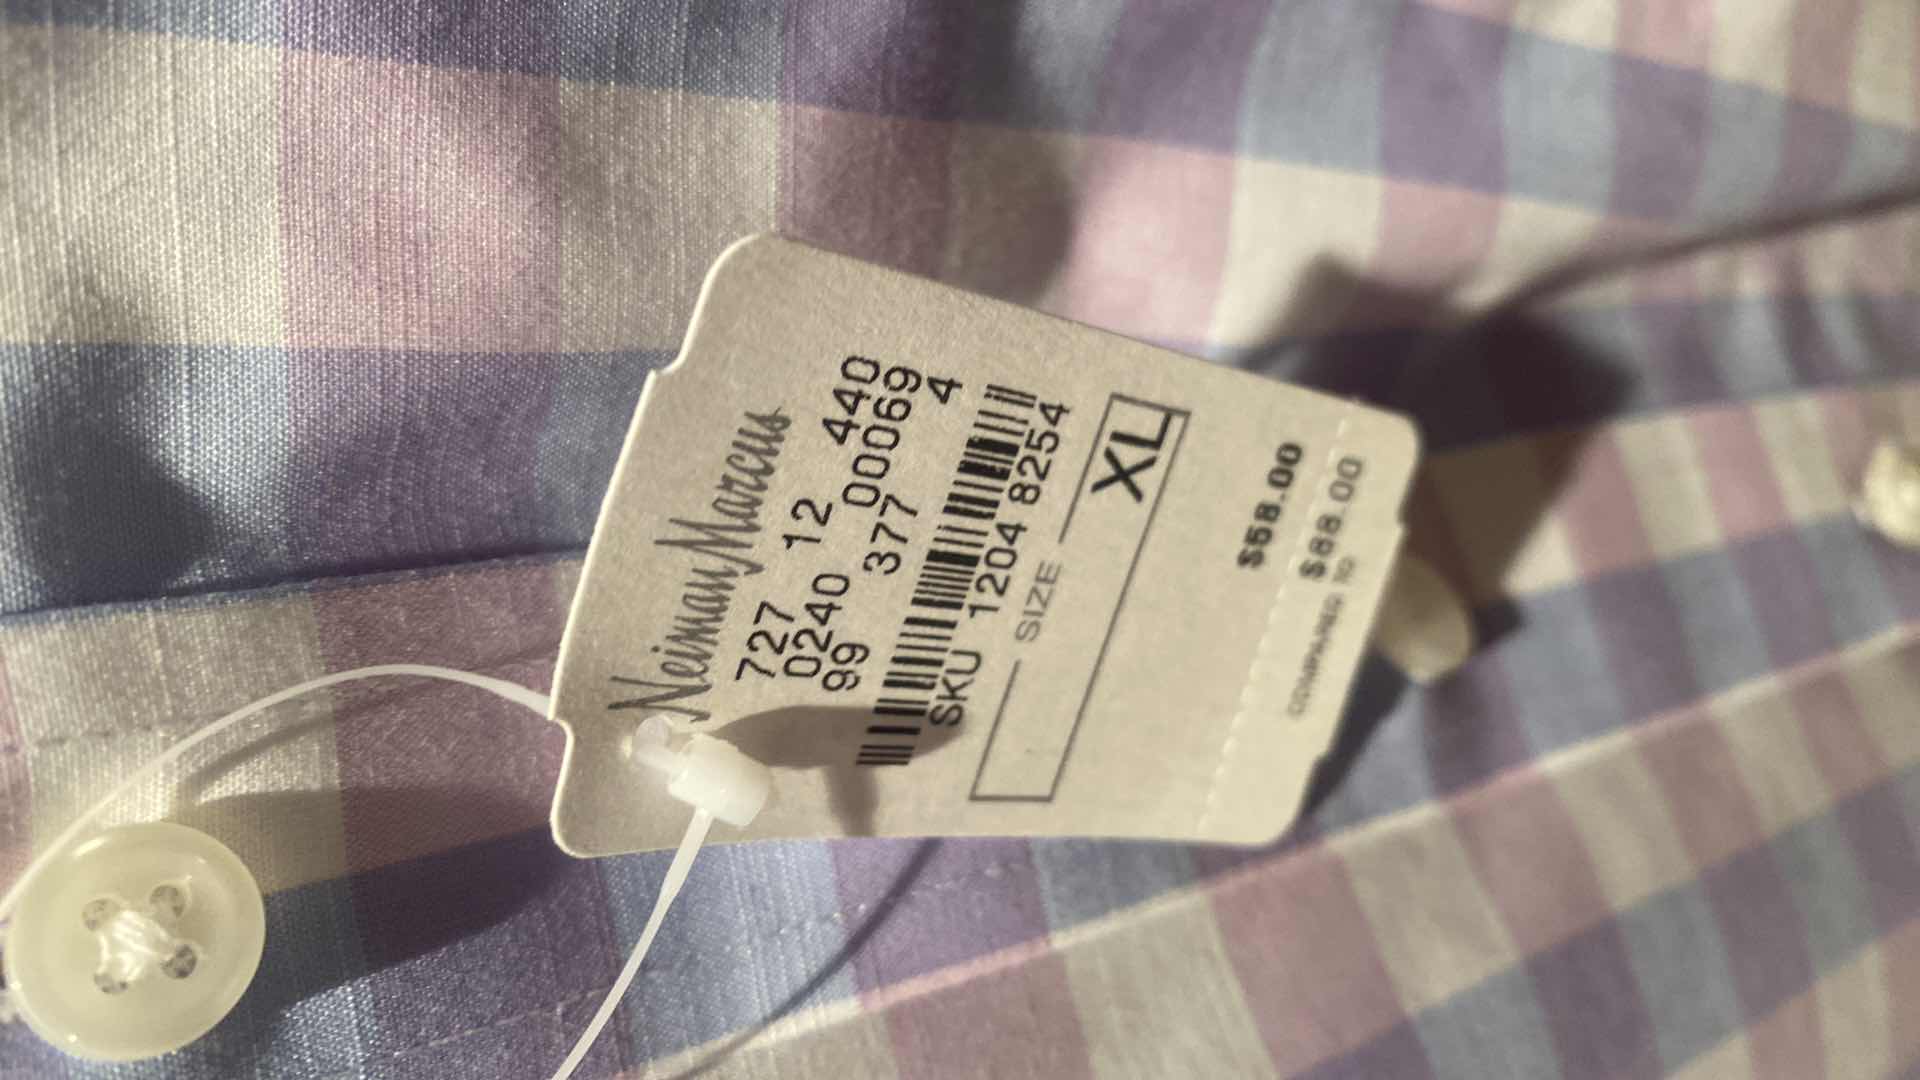 Neiman Marcus
727 12 440
0240 00069
99 377 4
SKU 1204 8254
SIZE
XL
$58.00
$88.00
COMPARED to